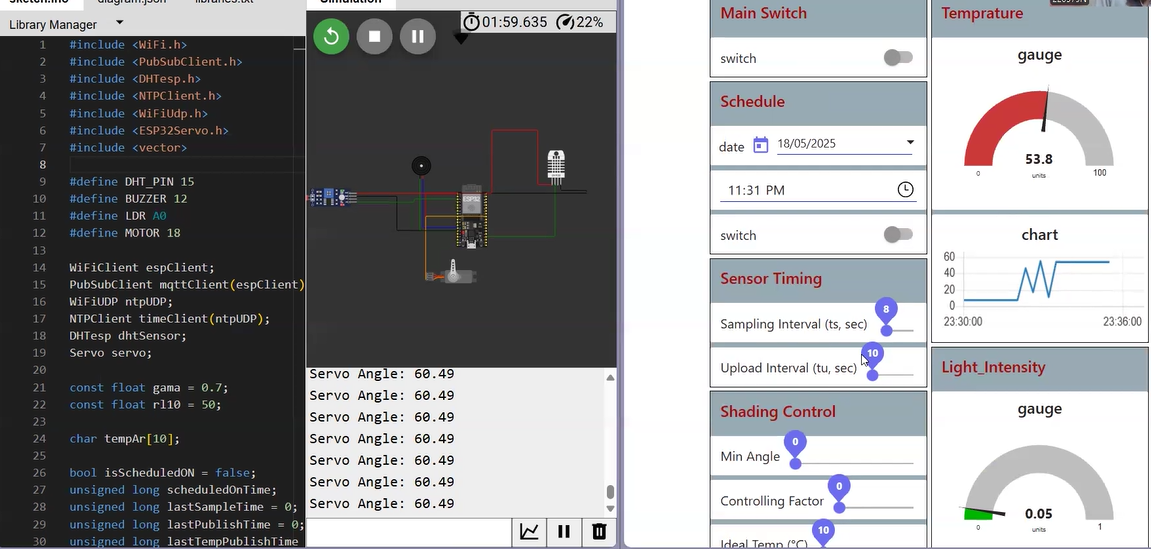 sketch.ino diagram.json libraries.txt
Library Manager
1 #include <WiFi.h>
2 #include <PubSubClient.h>
3 #include <DHTesp.h>
4 #include <NTPClient.h>
5 #include <WiFiUdp.h>
6 #include <ESP32Servo.h>
7 #include <vector>
8
9 #define DHT_PIN 15
10 #define BUZZER 12
11 #define LDR A0
12 #define MOTOR 18
13
14 WiFiClient espClient;
15 PubSubClient mqttClient(espClient)
16 WiFiUDP ntpUDP;
17 NTPClient timeClient(ntpUDP);
18 DHTesp dhtSensor;
19 Servo servo;
20
21 const float gama = 0.7;
22 const float rl10 = 50;
23
24 char tempAr[10];
25
26 bool isScheduledON = false;
27 unsigned long scheduledOnTime;
28 unsigned long lastSampleTime = 0;
29 unsigned long lastPublishTime = 0;
30 unsigned long lastTempPublishTime
Simulation
01:59.635 22%
ESP32
Servo Angle: 60.49
Servo Angle: 60.49
Servo Angle: 60.49
Servo Angle: 60.49
Servo Angle: 60.49
Servo Angle: 60.49
Servo Angle: 60.49
Main Switch
switch
Schedule
date 18/05/2025
11:31 PM
switch
Sensor Timing
8
Sampling Interval (ts, sec)
10
Upload Interval (tu, sec)
Shading Control
0
Min Angle
0
Controlling Factor
10
Ideal Temp (°C)
Temprature
gauge
53.8
units
0 100
chart
60
40
20
0
23:30:00 23:36:00
Light_Intensity
gauge
0.05
units
0 1